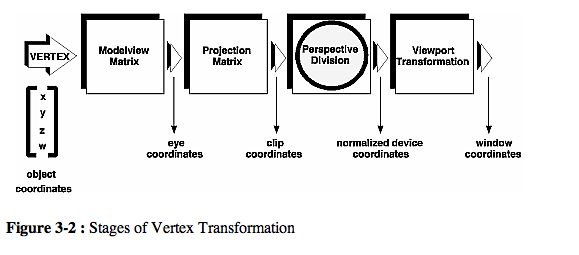 VERTEX
Modelview
Matrix
Projection
Matrix
Perspective
Division
Viewport
Transformation
x
y
z
w
object
coordinates
eye
coordinates
clip
coordinates
normalized device
coordinates
window
coordinates
Figure 3-2 : Stages of Vertex Transformation